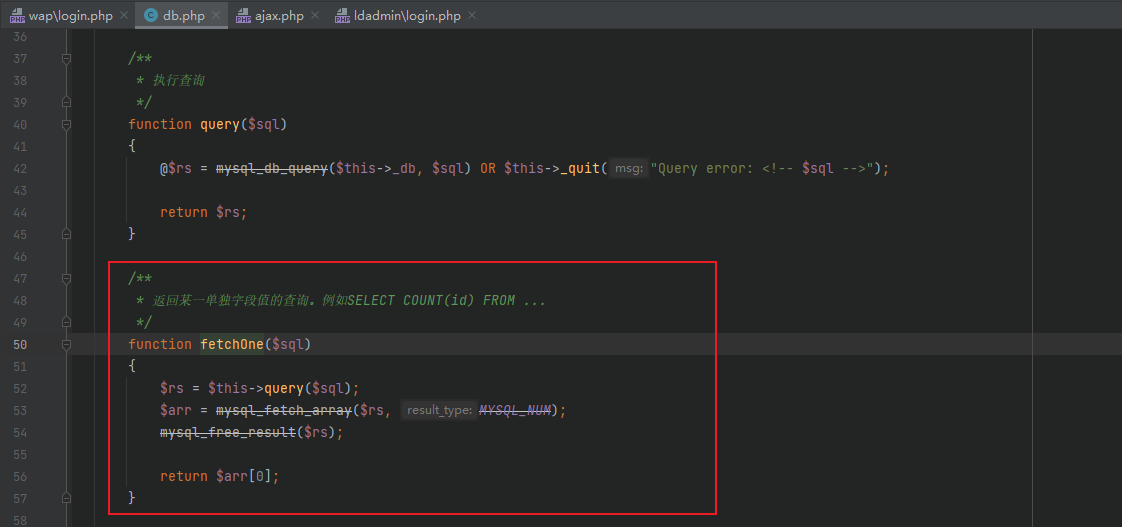 wap\login.php × db.php × ajax.php × ldadmin\login.php ×
36
37 /**
38 * 执行查询
39 */
40 function query($sql)
41 {
42 @$rs = mysql_db_query($this->_db, $sql) OR $this->_quit( msg: "Query error: <!-- $sql -->");
43
44 return $rs;
45 }
46
47 /**
48 * 返回某一单独字段值的查询。例如SELECT COUNT(id) FROM ...
49 */
50 function fetchOne($sql)
51 {
52 $rs = $this->query($sql);
53 $arr = mysql_fetch_array($rs, result_type: MYSQL_NUM);
54 mysql_free_result($rs);
55
56 return $arr[0];
57 }
58